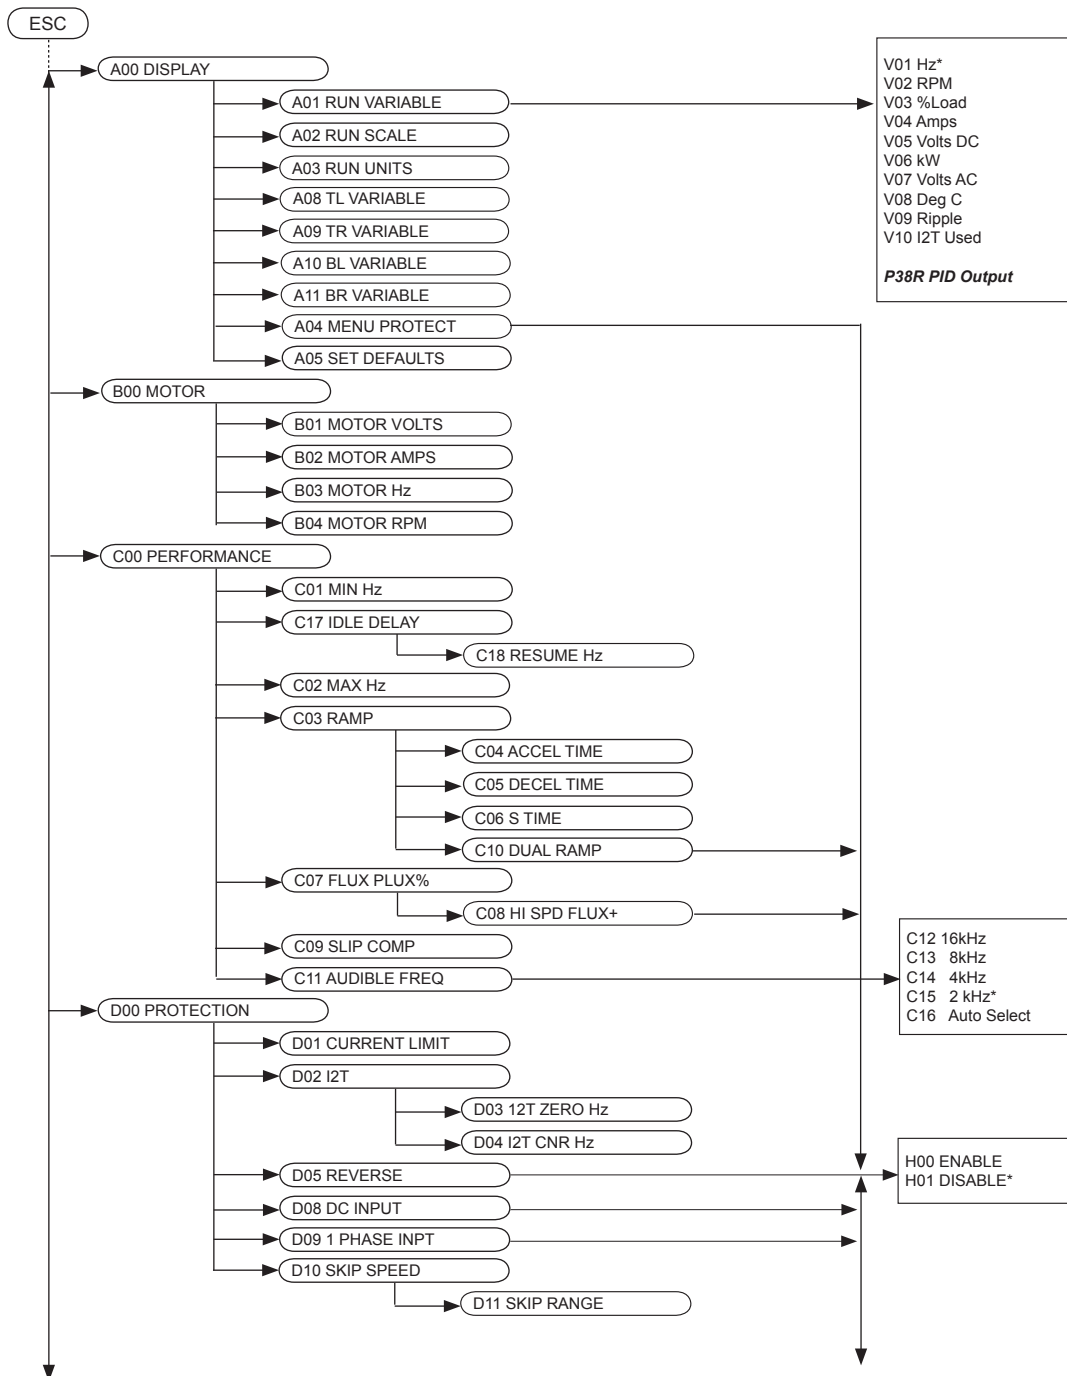 ESC
A00 DISPLAY
A01 RUN VARIABLE
A02 RUN SCALE
A03 RUN UNITS
A08 TL VARIABLE
A09 TR VARIABLE
A10 BL VARIABLE
A11 BR VARIABLE
A04 MENU PROTECT
A05 SET DEFAULTS
V01 Hz*
V02 RPM
V03 %Load
V04 Amps
V05 Volts DC
V06 kW
V07 Volts AC
V08 Deg C
V09 Ripple
V10 I2T Used
P38R PID Output
B00 MOTOR
B01 MOTOR VOLTS
B02 MOTOR AMPS
B03 MOTOR Hz
B04 MOTOR RPM
C00 PERFORMANCE
C01 MIN Hz
C17 IDLE DELAY
C18 RESUME Hz
C02 MAX Hz
C03 RAMP
C04 ACCEL TIME
C05 DECEL TIME
C06 S TIME
C10 DUAL RAMP
C07 FLUX PLUX%
C08 HI SPD FLUX+
C09 SLIP COMP
C11 AUDIBLE FREQ
C12 16kHz
C13 8kHz
C14 4kHz
C15 2 kHz*
C16 Auto Select
D00 PROTECTION
D01 CURRENT LIMIT
D02 I2T
D03 12T ZERO Hz
D04 I2T CNR Hz
D05 REVERSE
H00 ENABLE
H01 DISABLE*
D08 DC INPUT
D09 1 PHASE INPT
D10 SKIP SPEED
D11 SKIP RANGE